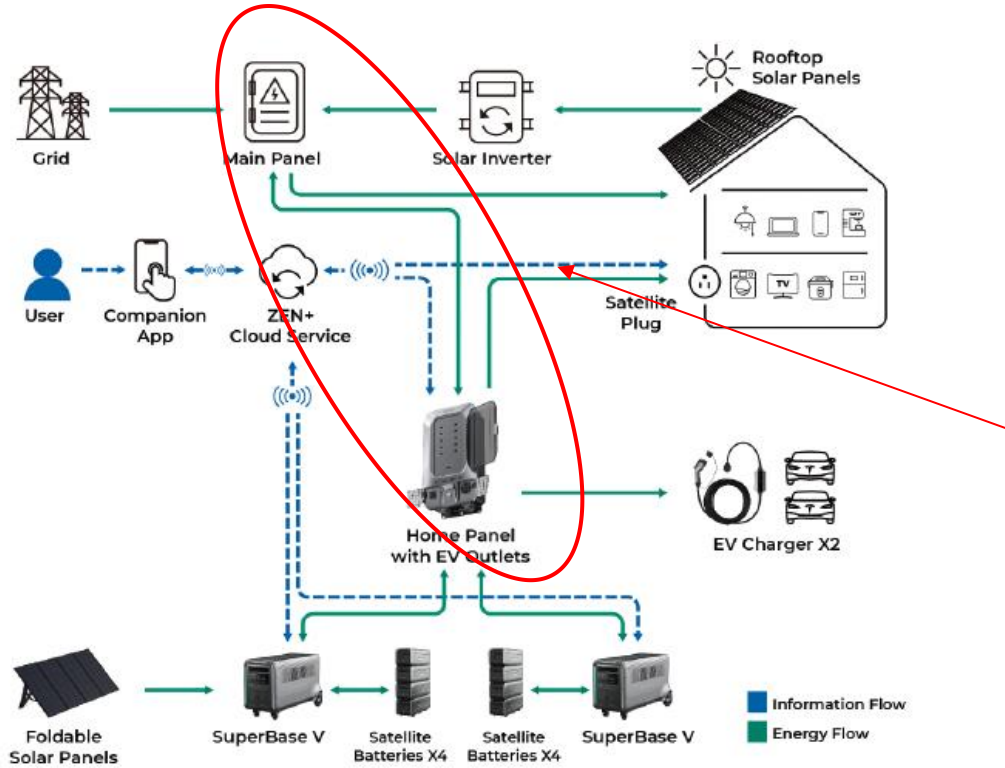 Rooftop
Solar Panels
Grid
Main Panel
Solar Inverter
TV
User
Companion
App
ZEN+
Cloud Service
Satellite
Plug
Home Panel
with EV Outlets
EV Charger X2
Foldable
Solar Panels
SuperBase V
Satellite
Batteries X4
Satellite
Batteries X4
SuperBase V
Information Flow
Energy Flow